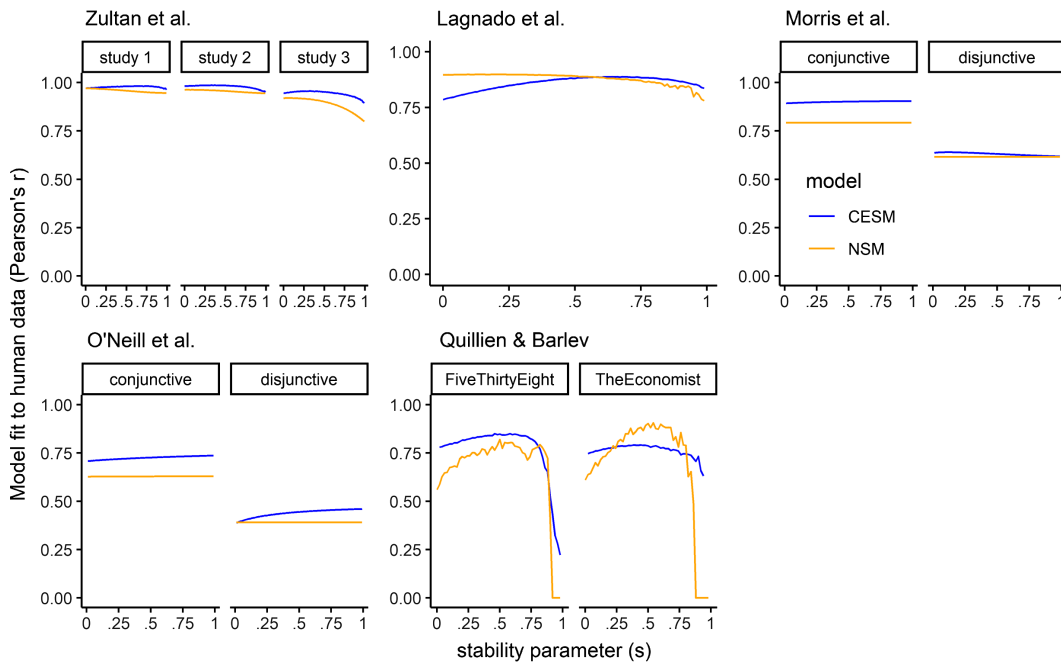 Zultan et al.
Lagnado et al.
Morris et al.
study 1
study 2
study 3
conjunctive
disjunctive
1.00
0.75
0.50
0.25
0.00
0 .25 .5 .75 1
0 .25 .5 .75 1
0 .25 .5 .75 1
1.00
0.75
0.50
0.25
0.00
0 .25 .5 .75 1
1.00
0.75
0.50
0.25
0.00
0 .25 .5 .75 1
0 .25 .5 .75 1
model
CESM
NSM
Model fit to human data (Pearson's r)
O'Neill et al.
Quillien & Barlev
conjunctive
disjunctive
FiveThirtyEight
TheEconomist
1.00
0.75
0.50
0.25
0.00
0 .25 .5 .75 1
0 .25 .5 .75 1
1.00
0.75
0.50
0.25
0.00
0 .25 .5 .75 1
0 .25 .5 .75 1
stability parameter (s)